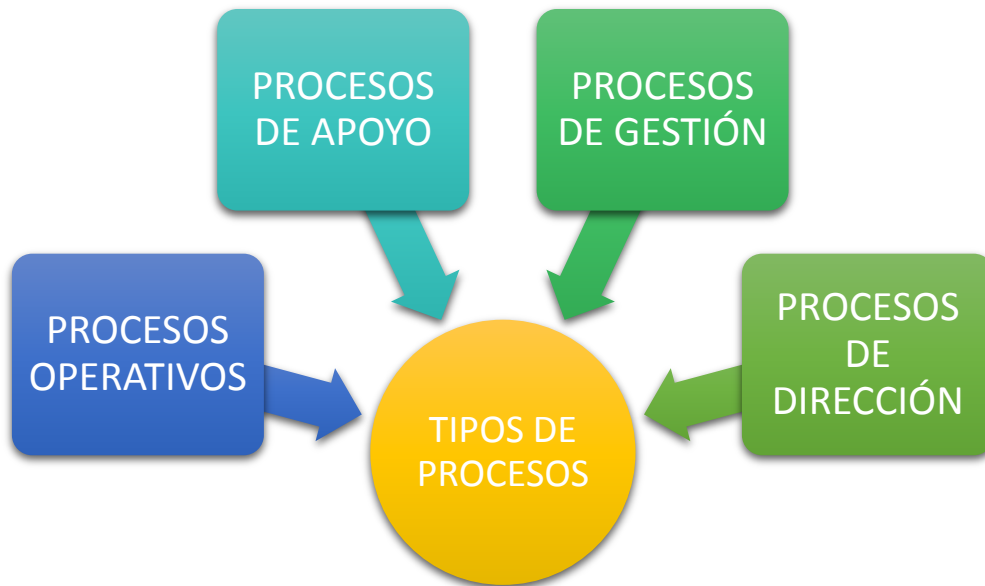 PROCESOS
DE APOYO
PROCESOS
DE GESTIÓN
PROCESOS
OPERATIVOS
PROCESOS
DE
DIRECCIÓN
TIPOS DE
PROCESOS